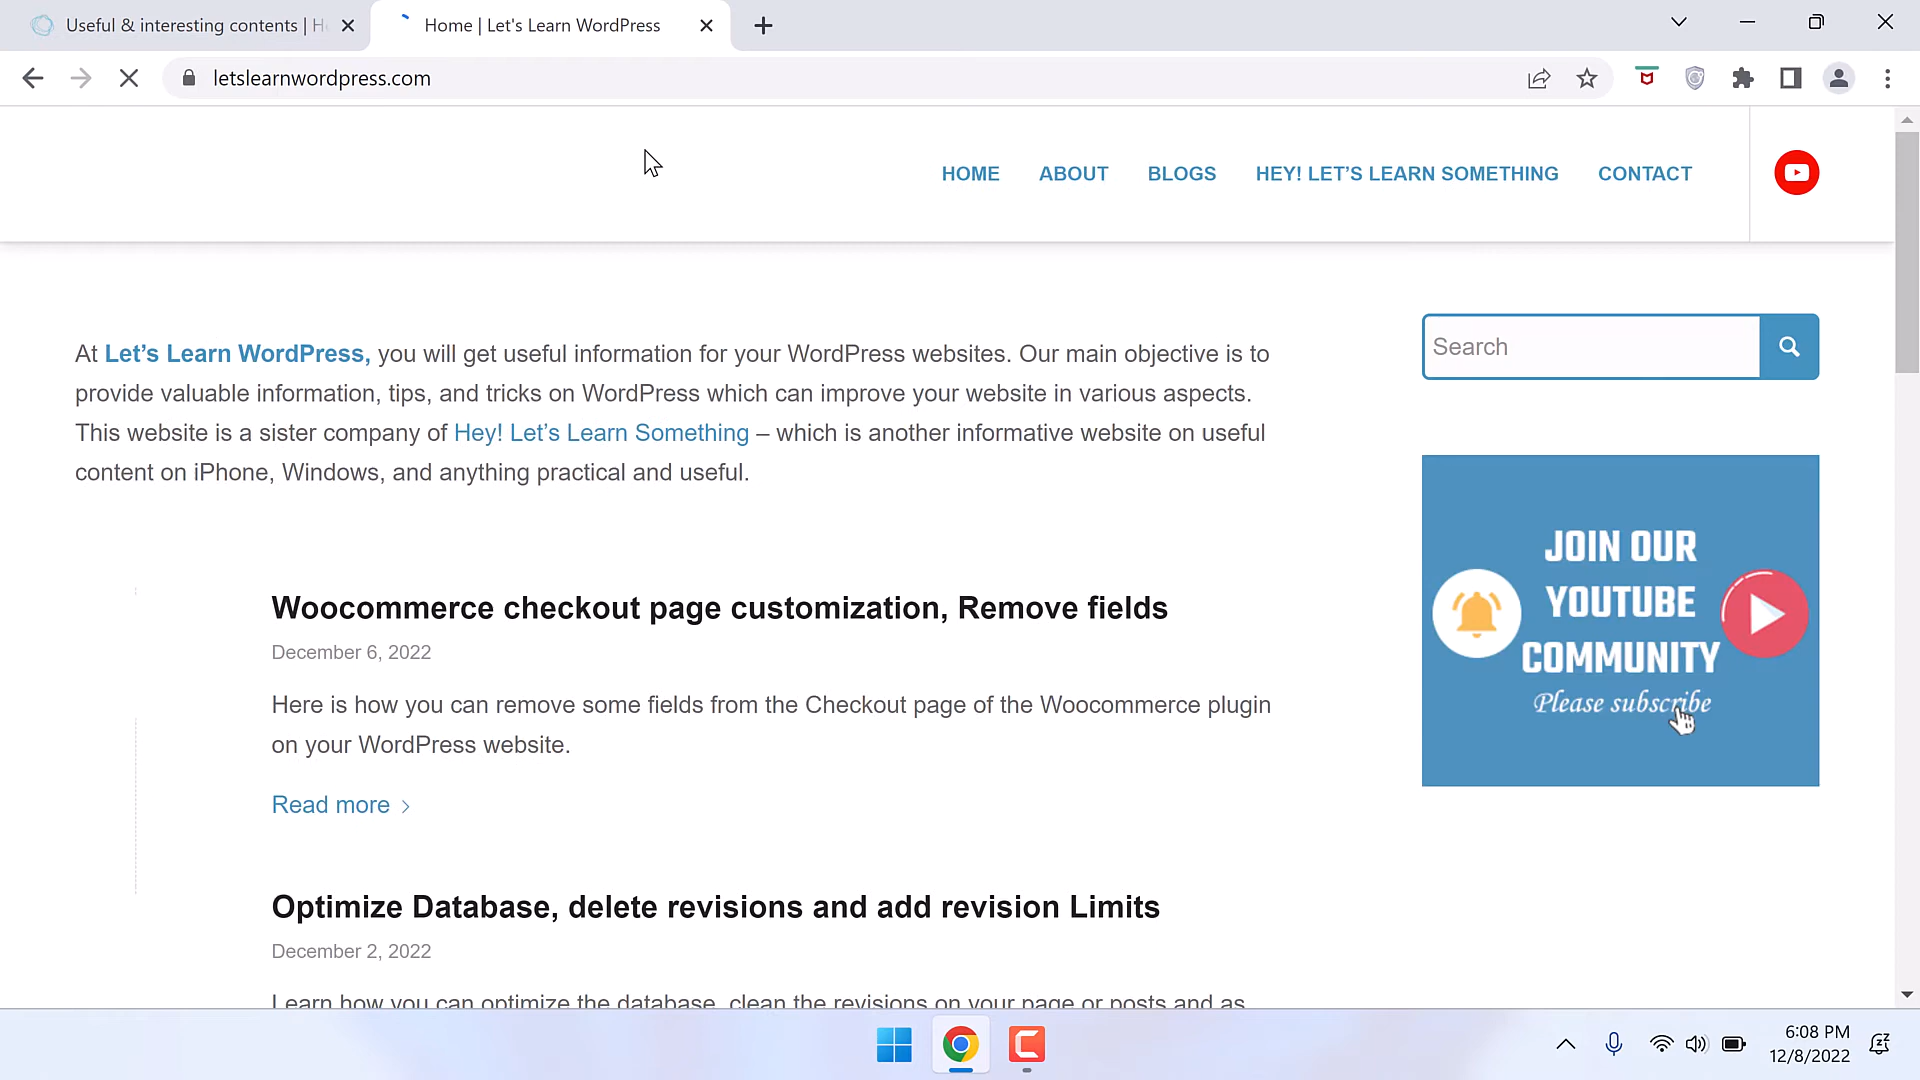 Useful & interesting contents | H
Home | Let's Learn WordPress
letslearnwordpress.com
HOME
ABOUT
BLOGS
HEY! LET’S LEARN SOMETHING
CONTACT
At Let’s Learn WordPress, you will get useful information for your WordPress websites. Our main objective is to
provide valuable information, tips, and tricks on WordPress which can improve your website in various aspects.
This website is a sister company of Hey! Let’s Learn Something – which is another informative website on useful
content on iPhone, Windows, and anything practical and useful.
Search
JOIN OUR
YOUTUBE
COMMUNITY
Please subscribe
Woocommerce checkout page customization, Remove fields
December 6, 2022
Here is how you can remove some fields from the Checkout page of the Woocommerce plugin
on your WordPress website.
Read more
Optimize Database, delete revisions and add revision Limits
December 2, 2022
Learn how you can optimize the database, clean the revisions on your page or posts and as
6:08 PM
12/8/2022